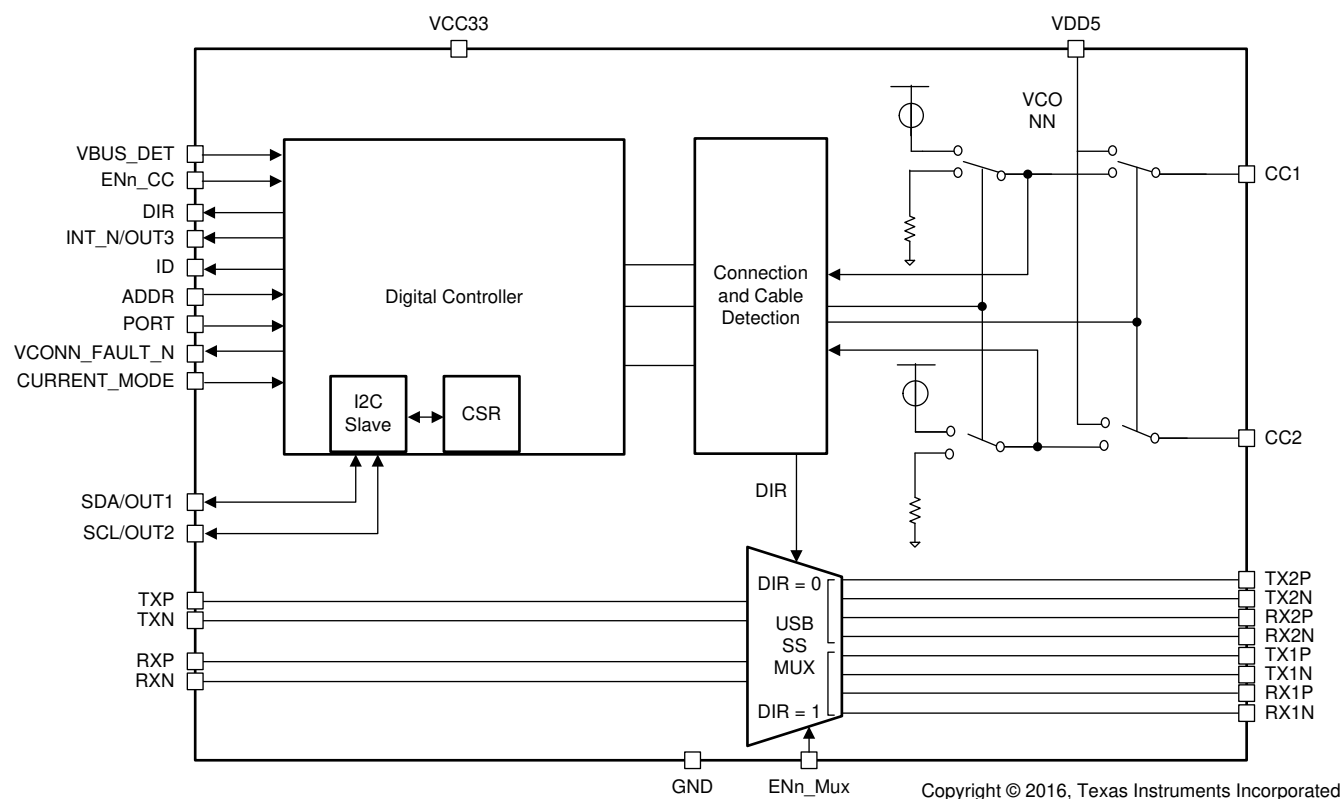 VCC33
VDD5
VCO
NN
VBUS_DET
ENn_CC
DIR
INT_N/OUT3
ID
ADDR
PORT
VCONN_FAULT_N
CURRENT_MODE
Digital Controller
I2C
Slave
CSR
Connection
and Cable
Detection
CC1
CC2
SDA/OUT1
SCL/OUT2
DIR
TXP
TXN
RXP
RXN
DIR = 0
USB
SS
MUX
DIR = 1
TX2P
TX2N
RX2P
RX2N
TX1P
TX1N
RX1P
RX1N
GND
ENn_Mux
Copyright © 2016, Texas Instruments Incorporated